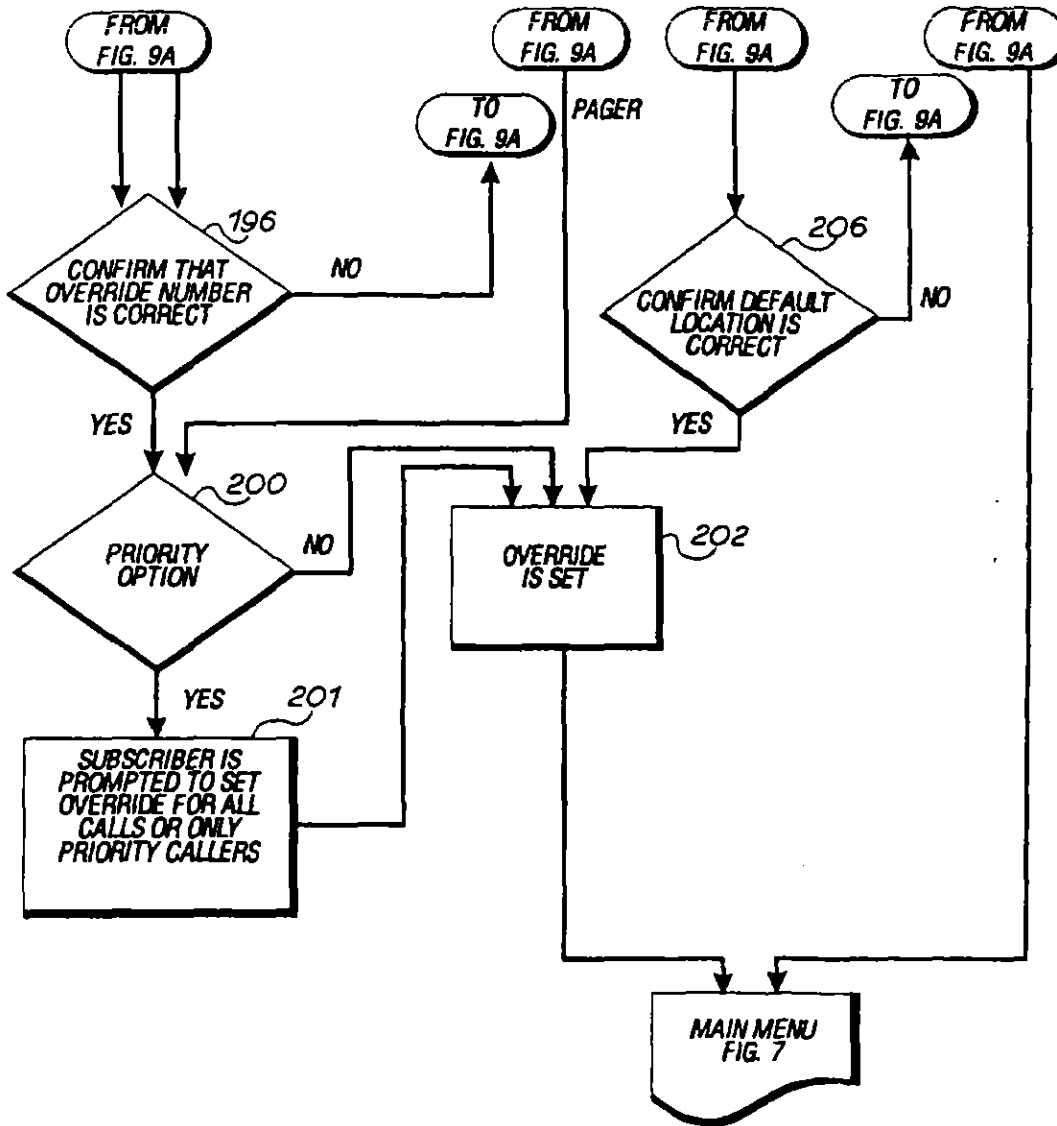 FROM
FIG. 9A
FROM
FIG. 9A
FROM
FIG. 9A
FROM
FIG. 9A
TO
FIG. 9A
PAGER
TO
FIG. 9A
196
CONFIRM THAT
OVERRIDE NUMBER
IS CORRECT
NO
206
CONFIRM DEFAULT
LOCATION IS
CORRECT
NO
YES
YES
200
PRIORITY
OPTION
NO
202
OVERRIDE
IS SET
YES
201
SUBSCRIBER IS
PROMPTED TO SET
OVERRIDE FOR ALL
CALLS OR ONLY
PRIORITY CALLERS
MAIN MENU
FIG. 7